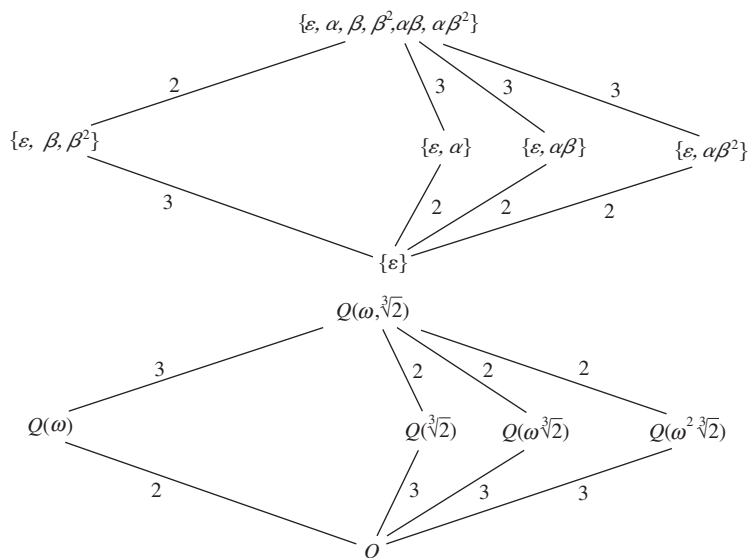 {ε, α, β, β²,αβ, αβ²}
2 3 3 3
{ε, β, β²} {ε, α} {ε, αβ} {ε, αβ²}
3 2 2 2
{ε}
Q(ω,∛2)
3 2 2 2
Q(ω) Q(∛2) Q(ω∛2) Q(ω² ∛2)
2 3 3 3
Q